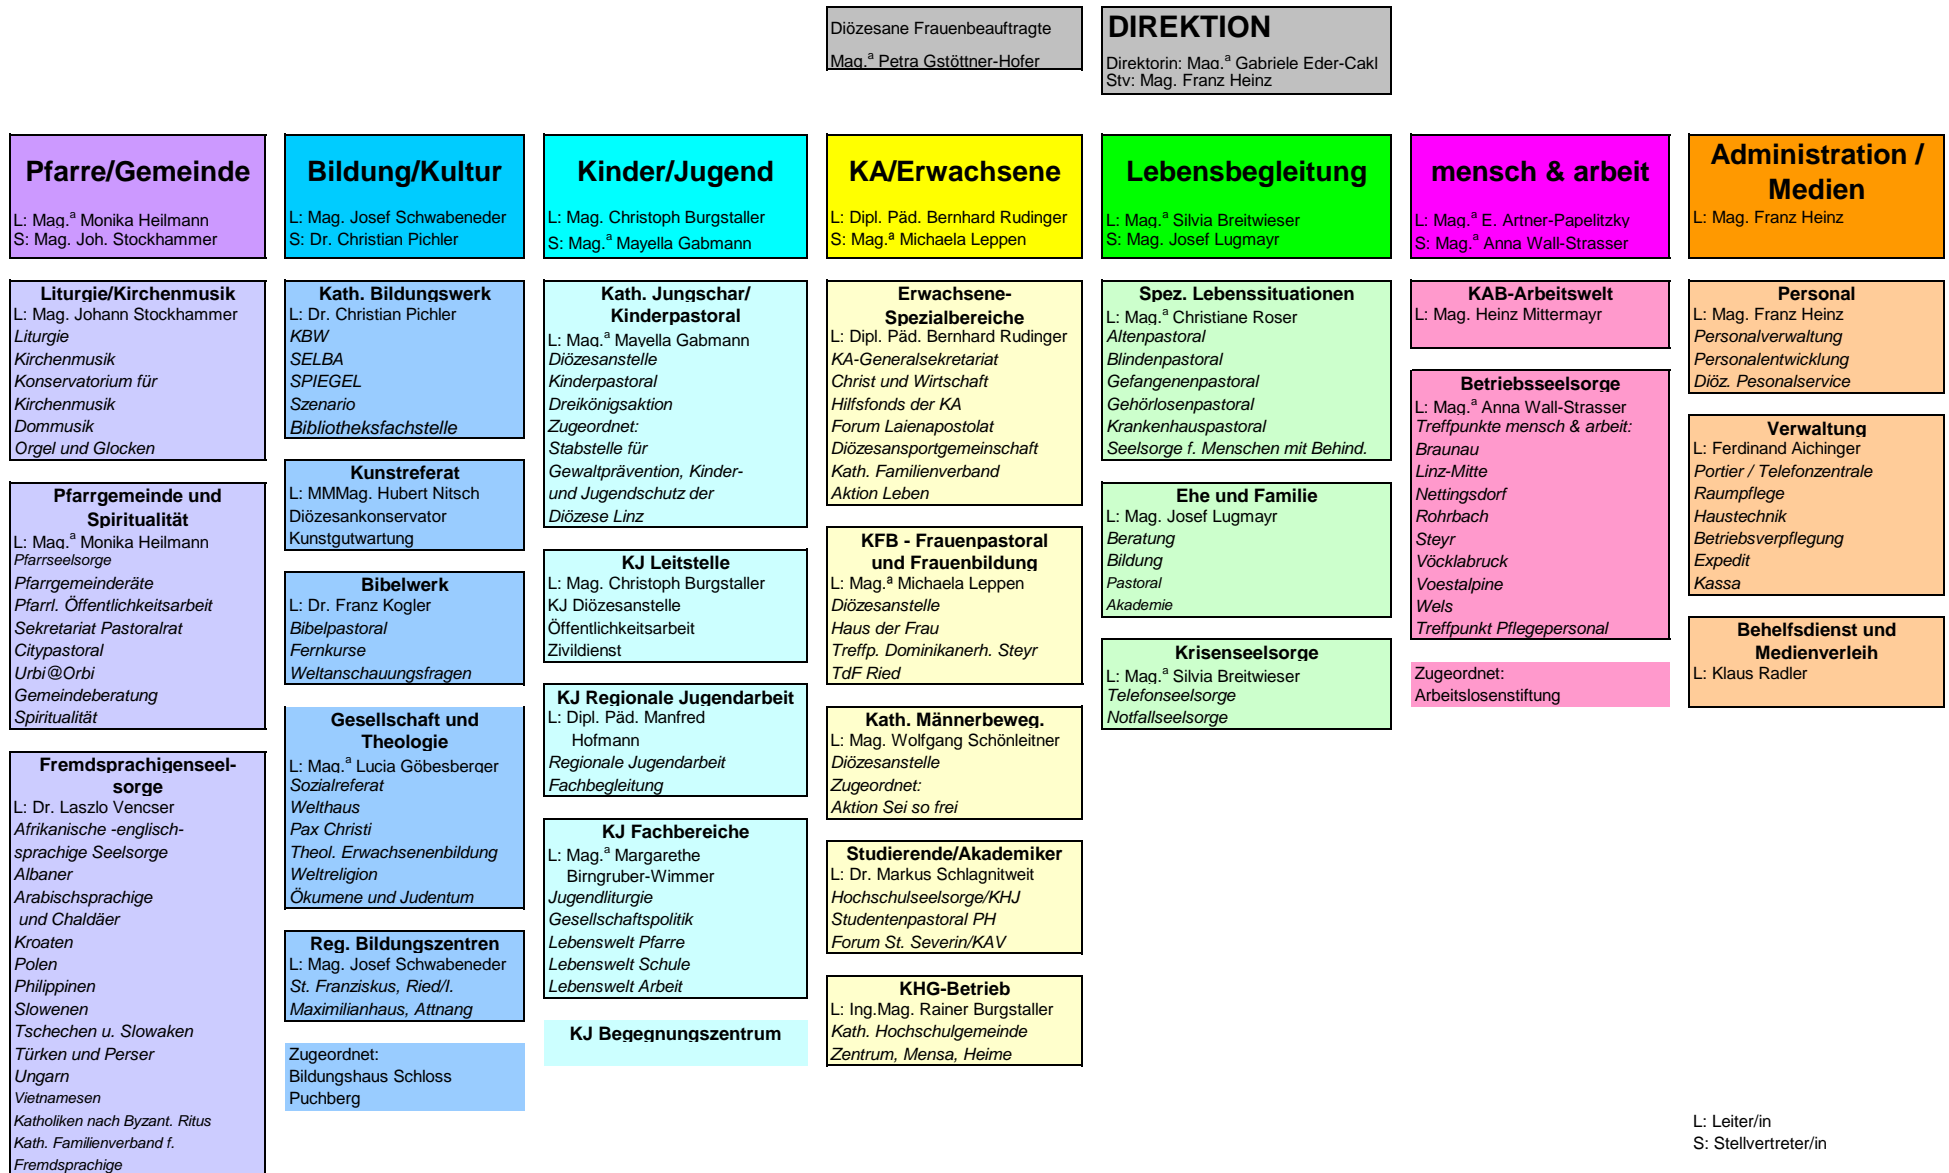 Diözesane Frauenbeauftragte
Mag.ª Petra Gstöttner-Hofer
DIREKTION
Direktorin: Mag.ª Gabriele Eder-Cakl
Stv: Mag. Franz Heinz
Pfarre/Gemeinde
L: Mag.ª Monika Heilmann
S: Mag. Joh. Stockhammer
Liturgie/Kirchenmusik
L: Mag. Johann Stockhammer
Liturgie
Kirchenmusik
Konservatorium für
Kirchenmusik
Dommusik
Orgel und Glocken
Pfarrgemeinde und
Spiritualität
L: Mag.ª Monika Heilmann
Pfarrseelsorge
Pfarrgemeinderäte
Pfarrl. Öffentlichkeitsarbeit
Sekretariat Pastoralrat
Citypastoral
Urbi@Orbi
Gemeindeberatung
Spiritualität
Fremdsprachigenseel-
sorge
L: Dr. Laszlo Vencser
Afrikanische -englisch-
sprachige Seelsorge
Albaner
Arabischsprachige
und Chaldäer
Kroaten
Polen
Philippinen
Slowenen
Tschechen u. Slowaken
Türken und Perser
Ungarn
Vietnamesen
Katholiken nach Byzant. Ritus
Kath. Familienverband f.
Fremdsprachige
Bildung/Kultur
L: Mag. Josef Schwabeneder
S: Dr. Christian Pichler
Kath. Bildungswerk
L: Dr. Christian Pichler
KBW
SELBA
SPIEGEL
Szenario
Bibliotheksfachstelle
Kunstreferat
L: MMMag. Hubert Nitsch
Diözesankonservator
Kunstgutwartung
Bibelwerk
L: Dr. Franz Kogler
Bibelpastoral
Fernkurse
Weltanschauungsfragen
Gesellschaft und
Theologie
L: Mag.ª Lucia Göbesberger
Sozialreferat
Welthaus
Pax Christi
Theol. Erwachsenenbildung
Weltreligion
Ökumene und Judentum
Reg. Bildungszentren
L: Mag. Josef Schwabeneder
St. Franziskus, Ried/I.
Maximilianhaus, Attnang
Zugeordnet:
Bildungshaus Schloss
Puchberg
Kinder/Jugend
L: Mag. Christoph Burgstaller
S: Mag.ª Mayella Gabmann
Kath. Jungschar/
Kinderpastoral
L: Mag.ª Mayella Gabmann
Diözesanstelle
Kinderpastoral
Dreikönigsaktion
Zugeordnet:
Stabstelle für
Gewaltprävention, Kinder-
und Jugendschutz der
Diözese Linz
KJ Leitstelle
L: Mag. Christoph Burgstaller
KJ Diözesanstelle
Öffentlichkeitsarbeit
Zivildienst
KJ Regionale Jugendarbeit
L: Dipl. Päd. Manfred
Hofmann
Regionale Jugendarbeit
Fachbegleitung
KJ Fachbereiche
L: Mag.ª Margarethe
Birngruber-Wimmer
Jugendliturgie
Gesellschaftspolitik
Lebenswelt Pfarre
Lebenswelt Schule
Lebenswelt Arbeit
KJ Begegnungszentrum
KA/Erwachsene
L: Dipl. Päd. Bernhard Rudinger
S: Mag.ª Michaela Leppen
Erwachsene-
Spezialbereiche
L: Dipl. Päd. Bernhard Rudinger
KA-Generalsekretariat
Christ und Wirtschaft
Hilfsfonds der KA
Forum Laienapostolat
Diözesansportgemeinschaft
Kath. Familienverband
Aktion Leben
KFB - Frauenpastoral
und Frauenbildung
L: Mag.ª Michaela Leppen
Diözesanstelle
Haus der Frau
Treffp. Dominikanerh. Steyr
TdF Ried
Kath. Männerbeweg.
L: Mag. Wolfgang Schönleitner
Diözesanstelle
Zugeordnet:
Aktion Sei so frei
Studierende/Akademiker
L: Dr. Markus Schlagnitweit
Hochschulseelsorge/KHJ
Studentenpastoral PH
Forum St. Severin/KAV
KHG-Betrieb
L: Ing.Mag. Rainer Burgstaller
Kath. Hochschulgemeinde
Zentrum, Mensa, Heime
Lebensbegleitung
L: Mag.ª Silvia Breitwieser
S: Mag. Josef Lugmayr
Spez. Lebenssituationen
L: Mag.ª Christiane Roser
Altenpastoral
Blindenpastoral
Gefangenenpastoral
Gehörlosenpastoral
Krankenhauspastoral
Seelsorge f. Menschen mit Behind.
Ehe und Familie
L: Mag. Josef Lugmayr
Beratung
Bildung
Pastoral
Akademie
Krisenseelsorge
L: Mag.ª Silvia Breitwieser
Telefonseelsorge
Notfallseelsorge
mensch & arbeit
L: Mag.ª E. Artner-Papelitzky
S: Mag.ª Anna Wall-Strasser
KAB-Arbeitswelt
L: Mag. Heinz Mittermayr
Betriebsseelsorge
L: Mag.ª Anna Wall-Strasser
Treffpunkte mensch & arbeit:
Braunau
Linz-Mitte
Nettingsdorf
Rohrbach
Steyr
Vöcklabruck
Voestalpine
Wels
Treffpunkt Pflegepersonal
Zugeordnet:
Arbeitslosenstiftung
Administration /
Medien
L: Mag. Franz Heinz
Personal
L: Mag. Franz Heinz
Personalverwaltung
Personalentwicklung
Diöz. Pesonalservice
Verwaltung
L: Ferdinand Aichinger
Portier / Telefonzentrale
Raumpflege
Haustechnik
Betriebsverpflegung
Expedit
Kassa
Behelfsdienst und
Medienverleih
L: Klaus Radler
L: Leiter/in
S: Stellvertreter/in